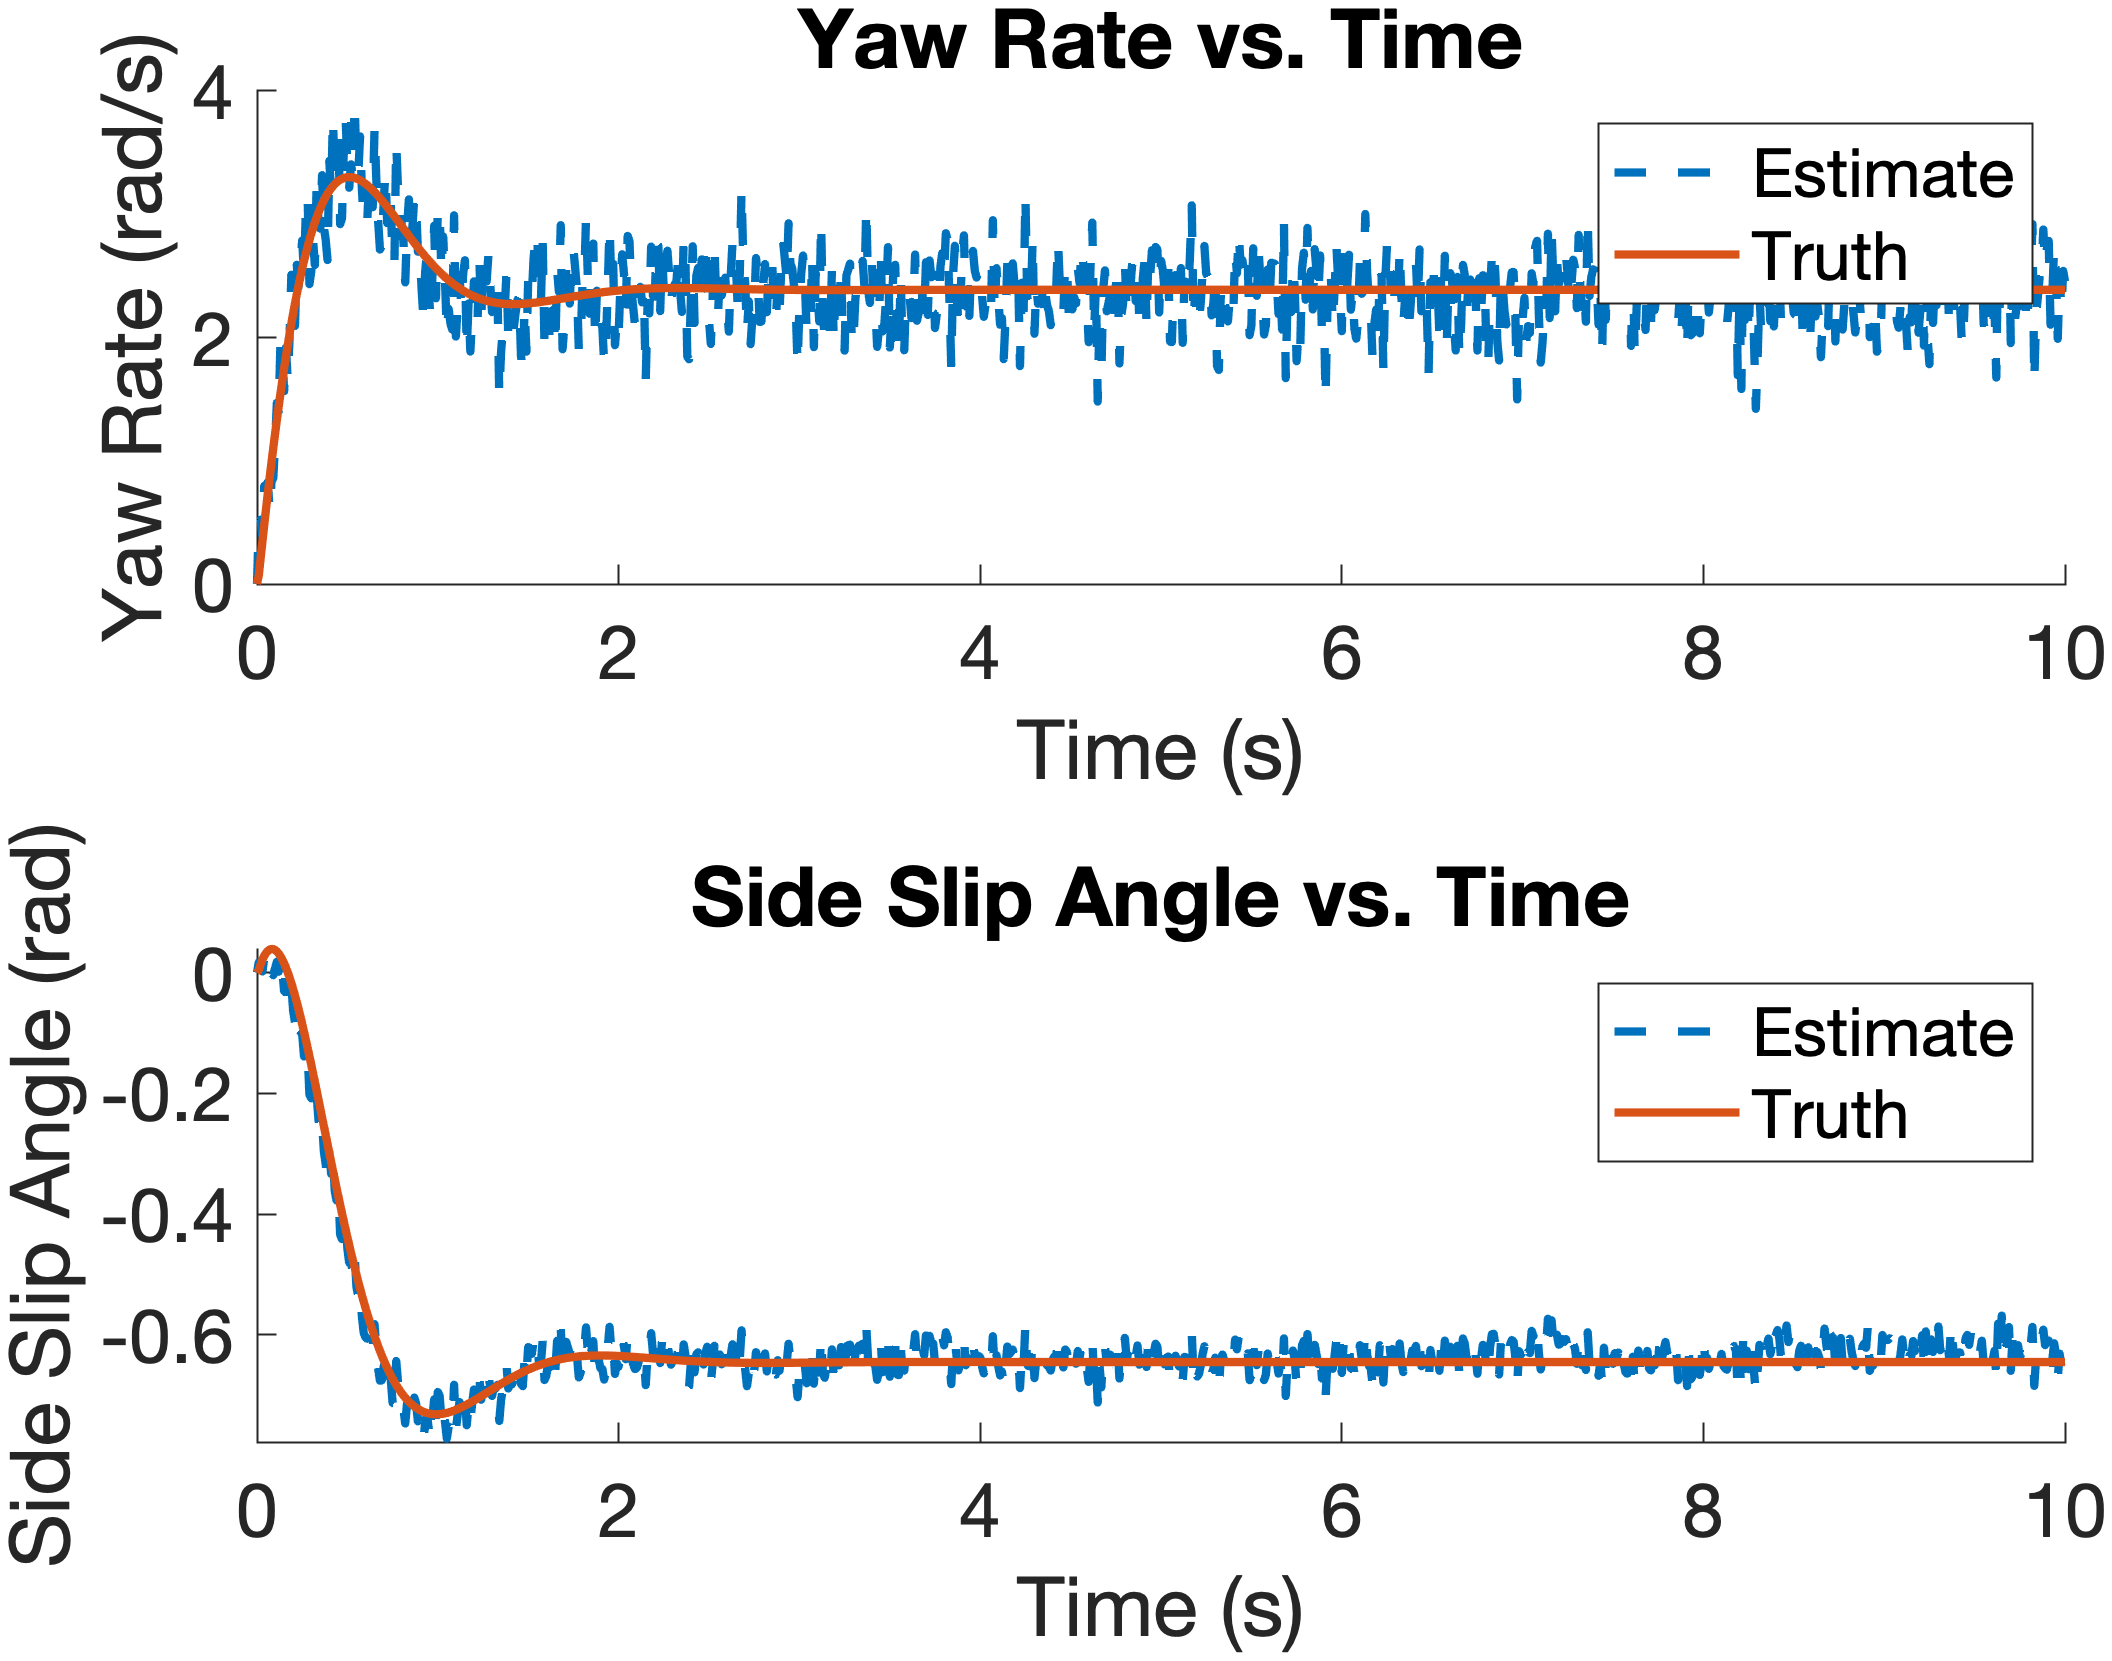 Yaw Rate vs. Time
Yaw Rate (rad/s)
4
2
0
Estimate
Truth
0 2 4 6 8 10
Time (s)
Side Slip Angle vs. Time
Side Slip Angle (rad)
0
-0.2
-0.4
-0.6
Estimate
Truth
0 2 4 6 8 10
Time (s)